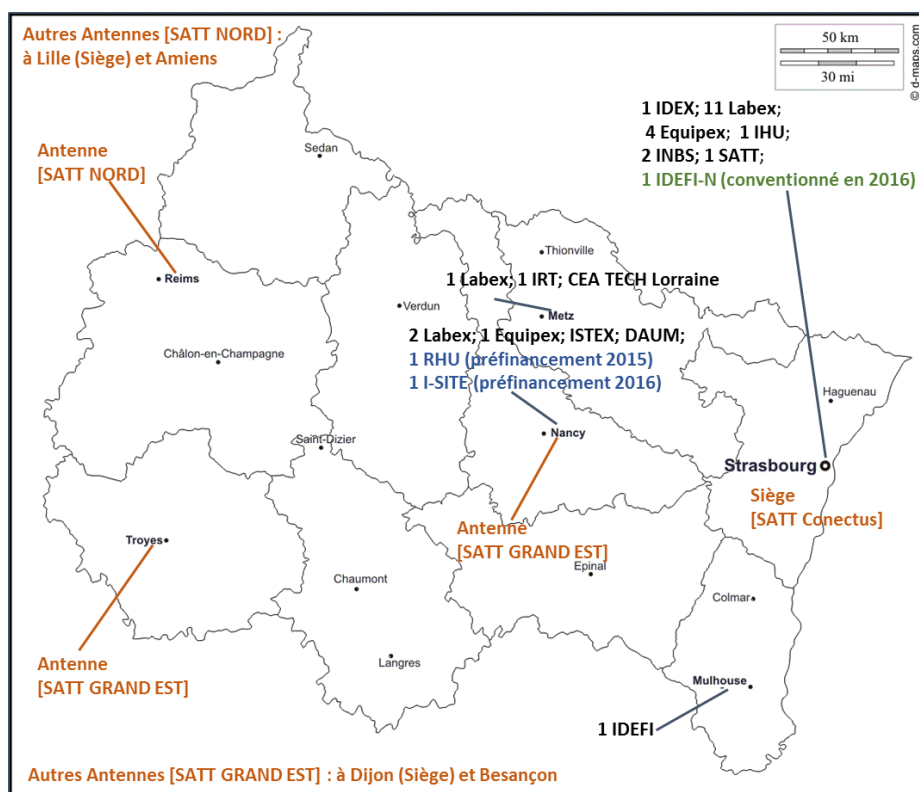 Autres Antennes [SATT NORD] :
à Lille (Siège) et Amiens
50 km
30 mi
© d-maps.com
1 IDEX; 11 Labex;
4 Equipex; 1 IHU;
2 INBS; 1 SATT;
1 IDEFI-N (conventionné en 2016)
Antenne
[SATT NORD]
Sedan
Thionville
Reims
1 Labex; 1 IRT; CEA TECH Lorraine
Verdun
Metz
2 Labex; 1 Equipex; ISTEX; DAUM;
1 RHU (préfinancement 2015)
1 I-SITE (préfinancement 2016)
Châlon-en-Champagne
Haguenau
Nancy
Saint-Dizier
Strasbourg
Siège
[SATT Conectus]
Antenne
[SATT GRAND EST]
Troyes
Epinal
Chaumont
Colmar
Langres
Antenne
[SATT GRAND EST]
Mulhouse
1 IDEFI
Autres Antennes [SATT GRAND EST] : à Dijon (Siège) et Besançon